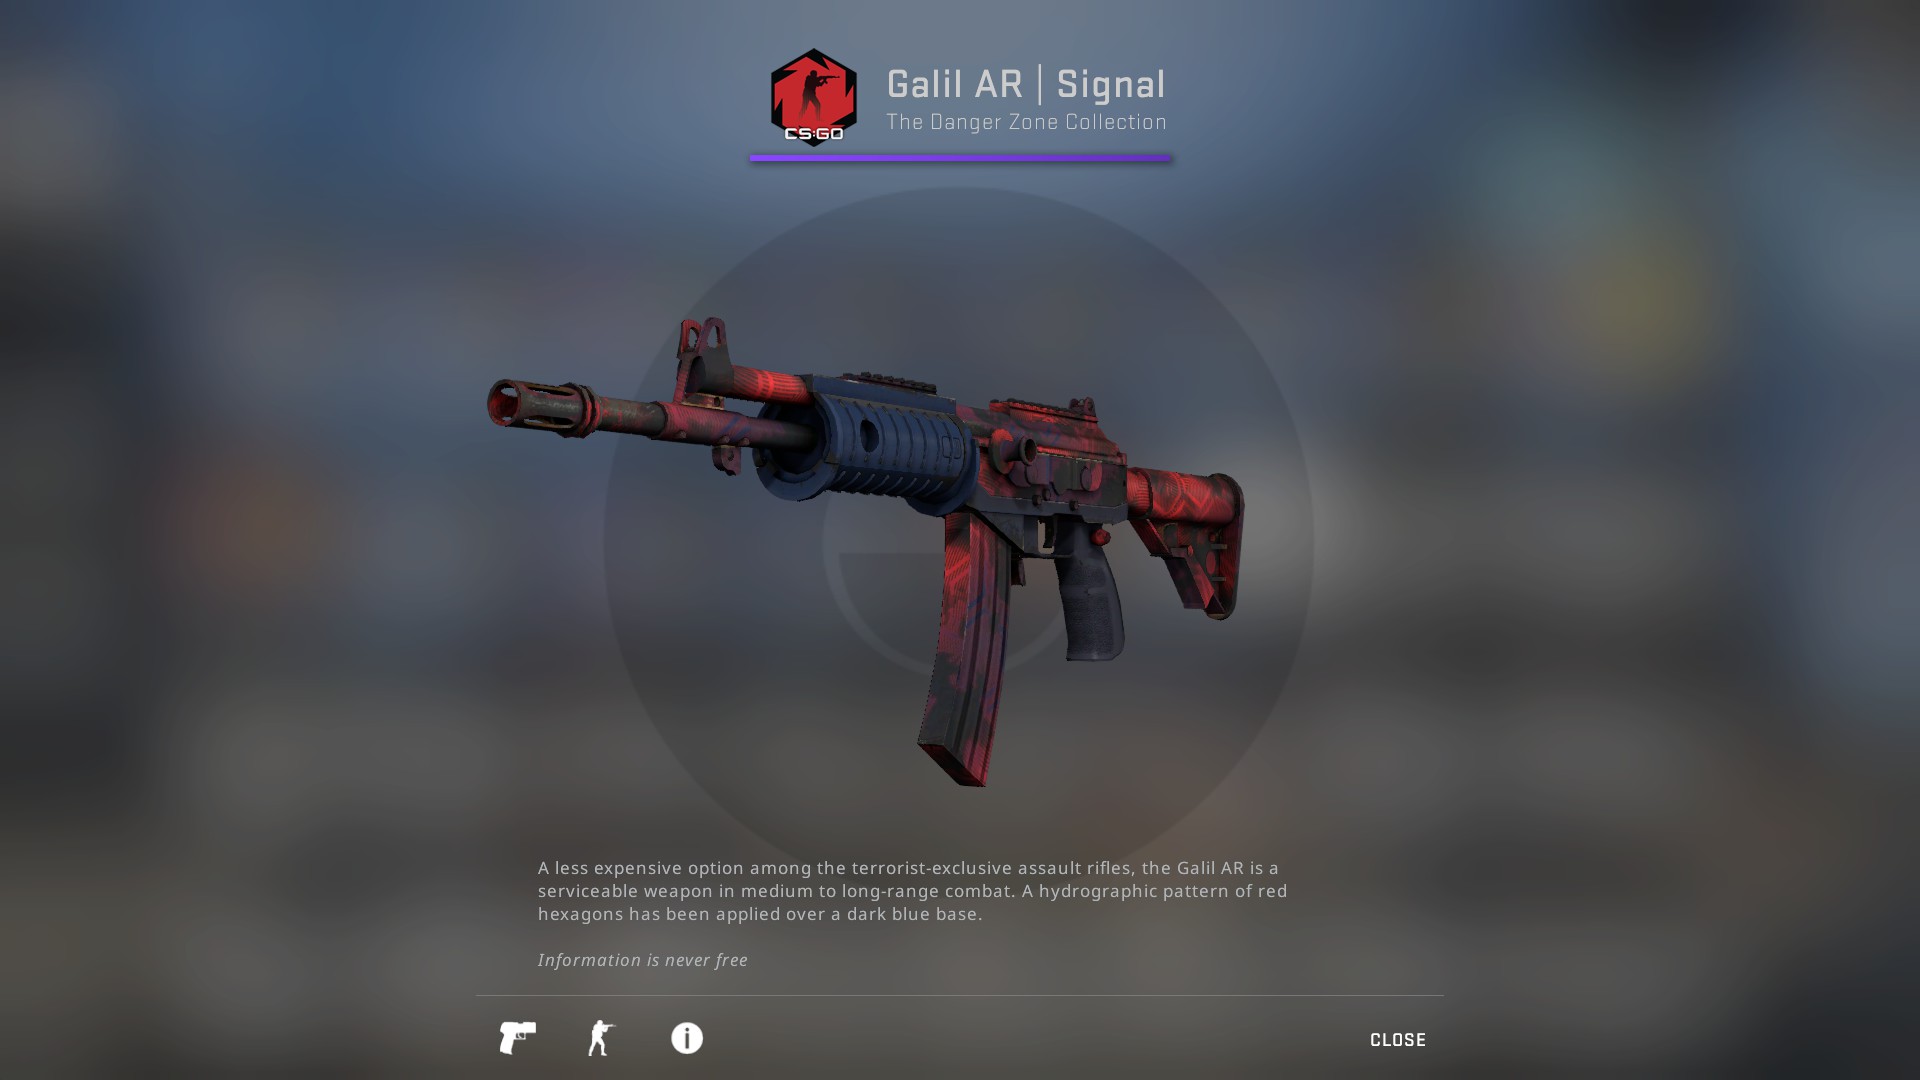 CS:GO
Galil AR | Signal
The Danger Zone Collection
A less expensive option among the terrorist-exclusive assault rifles, the Galil AR is a
serviceable weapon in medium to long-range combat. A hydrographic pattern of red
hexagons has been applied over a dark blue base.
Information is never free
CLOSE